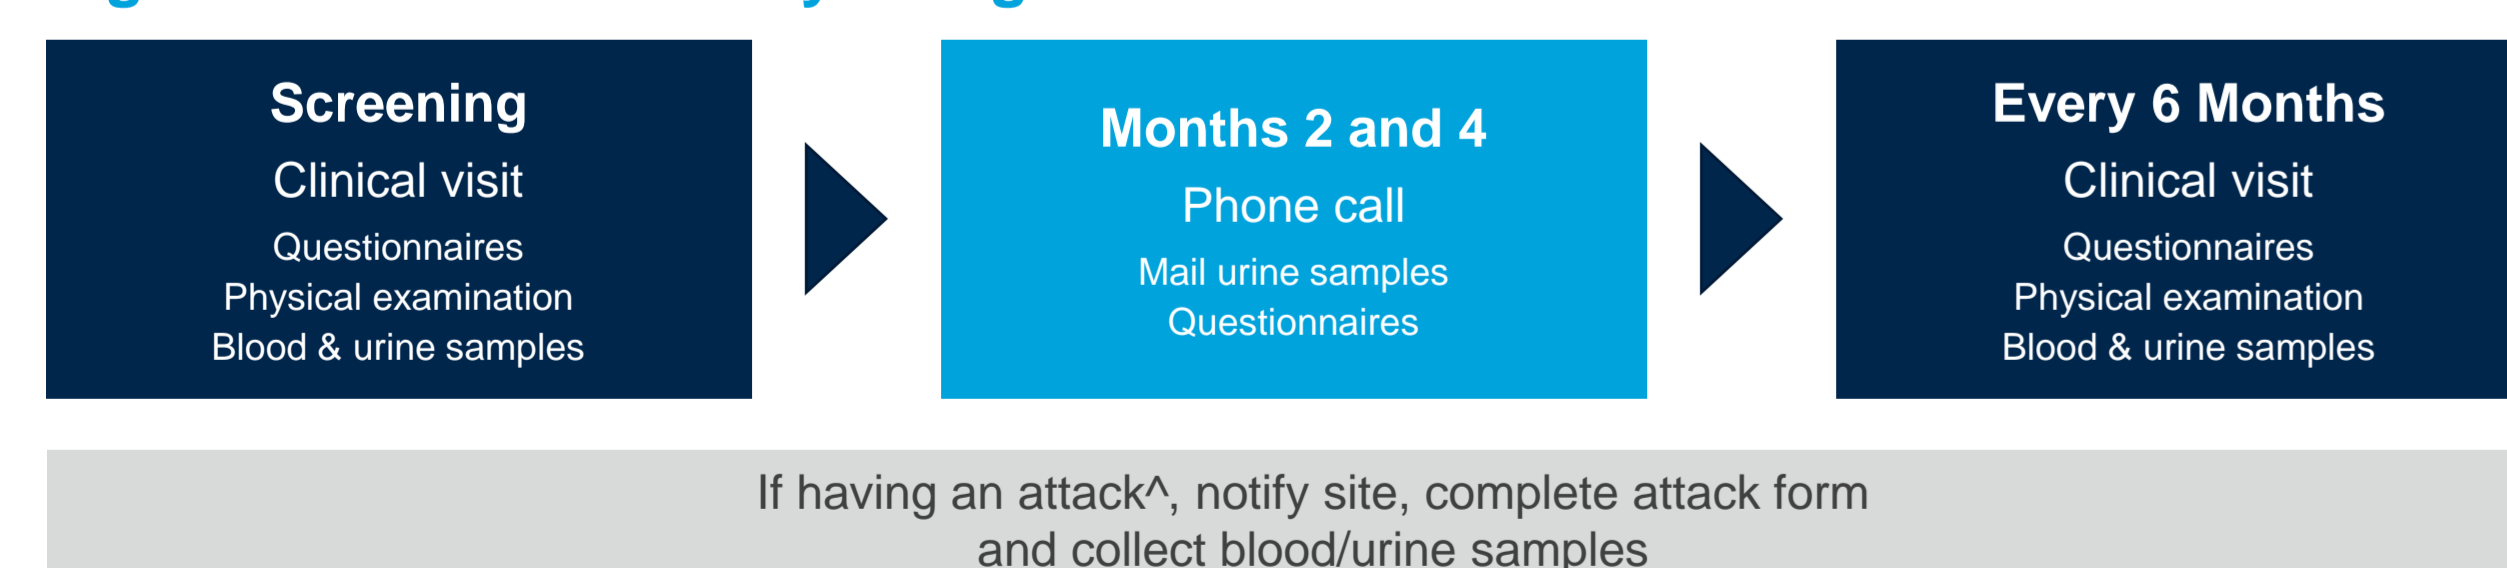 Screening
Clinical visit
Questionnaires
Physical examination
Blood & urine samples
Months 2 and 4
Phone call
Mail urine samples
Questionnaires
Every 6 Months
Clinical visit
Questionnaires
Physical examination
Blood & urine samples
If having an attack^, notify site, complete attack form
and collect blood/urine samples